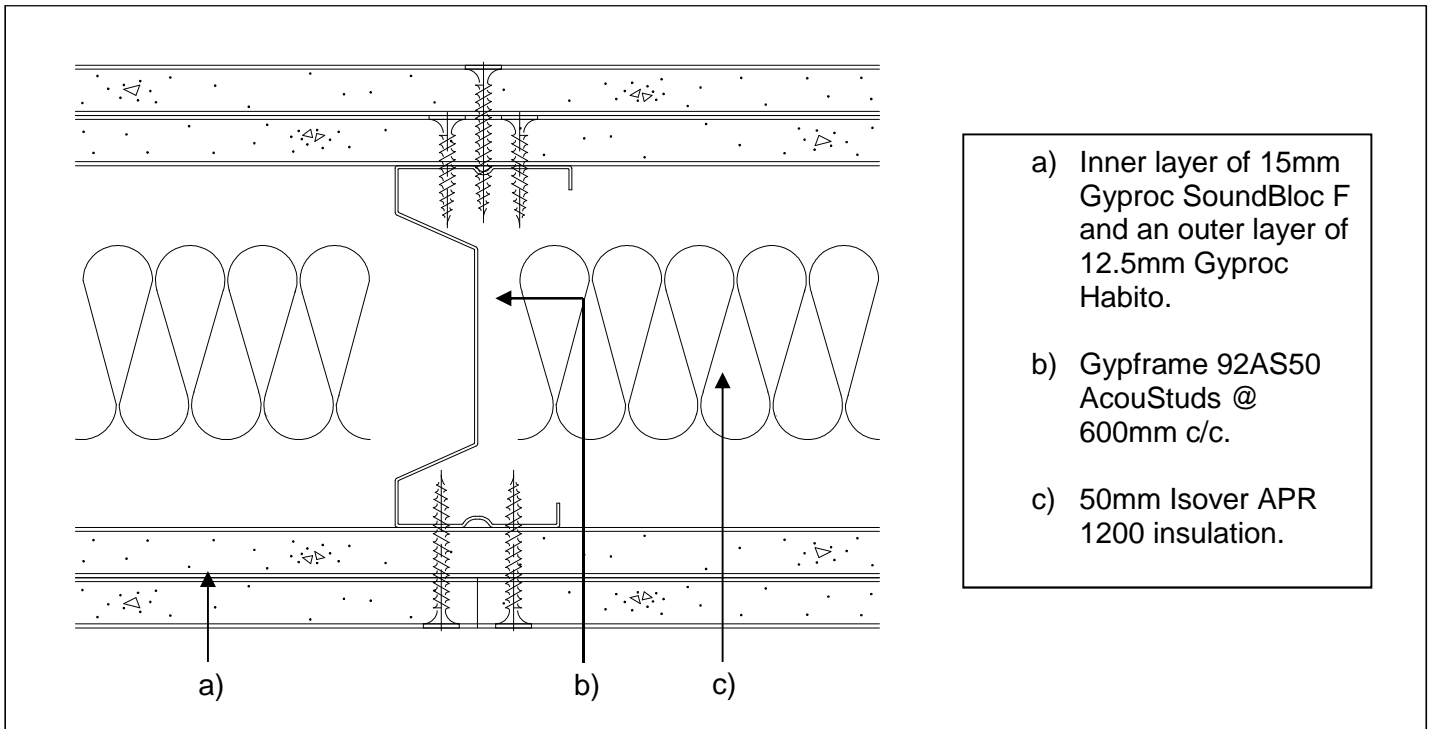 a) Inner layer of 15mm
Gyproc SoundBloc F
and an outer layer of
12.5mm Gyproc
Habito.
b) Gypframe 92AS50
AcouStuds @
600mm c/c.
c) 50mm Isover APR
1200 insulation.
a) b) c)